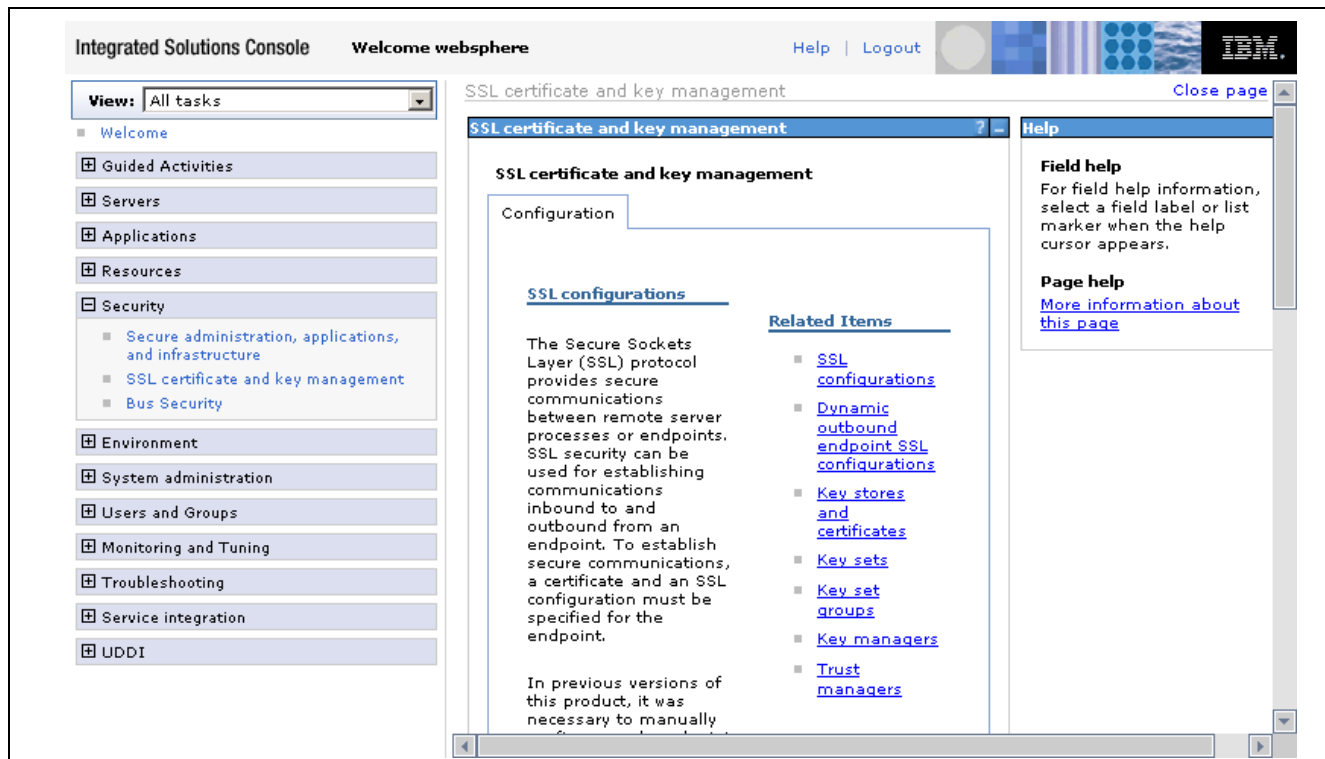 Integrated Solutions Console Welcome websphere Help | Logout IBM.
View: All tasks
Welcome
Guided Activities
Servers
Applications
Resources
Security
Secure administration, applications,
and infrastructure
SSL certificate and key management
Bus Security
Environment
System administration
Users and Groups
Monitoring and Tuning
Troubleshooting
Service integration
UDDI
SSL certificate and key management Close page
SSL certificate and key management ? –
SSL certificate and key management
Configuration
SSL configurations
The Secure Sockets
Layer (SSL) protocol
provides secure
communications
between remote server
processes or endpoints.
SSL security can be
used for establishing
communications
inbound to and
outbound from an
endpoint. To establish
secure communications,
a certificate and an SSL
configuration must be
specified for the
endpoint.
In previous versions of
this product, it was
necessary to manually
Related Items
SSL
configurations
Dynamic
outbound
endpoint SSL
configurations
Key stores
and
certificates
Key sets
Key set
groups
Key managers
Trust
managers
Help
Field help
For field help information,
select a field label or list
marker when the help
cursor appears.
Page help
More information about
this page